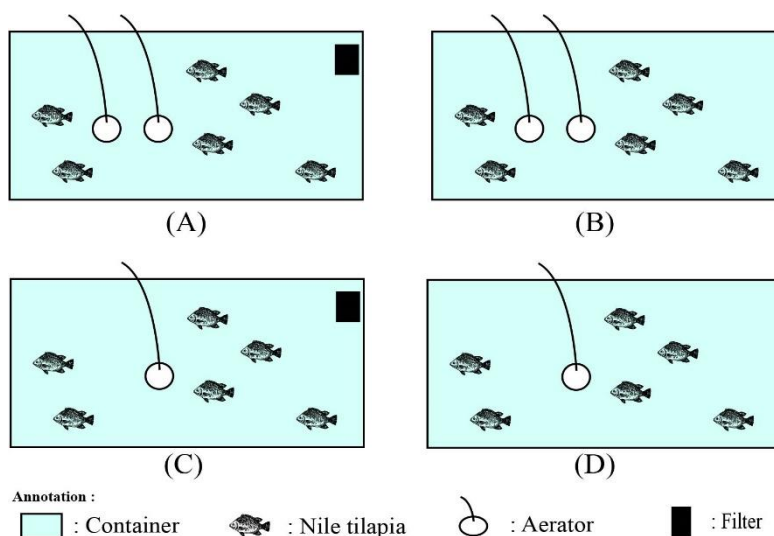 (A)
(B)
(C)
(D)
Annotation :
: Container
: Nile tilapia
: Aerator
: Filter